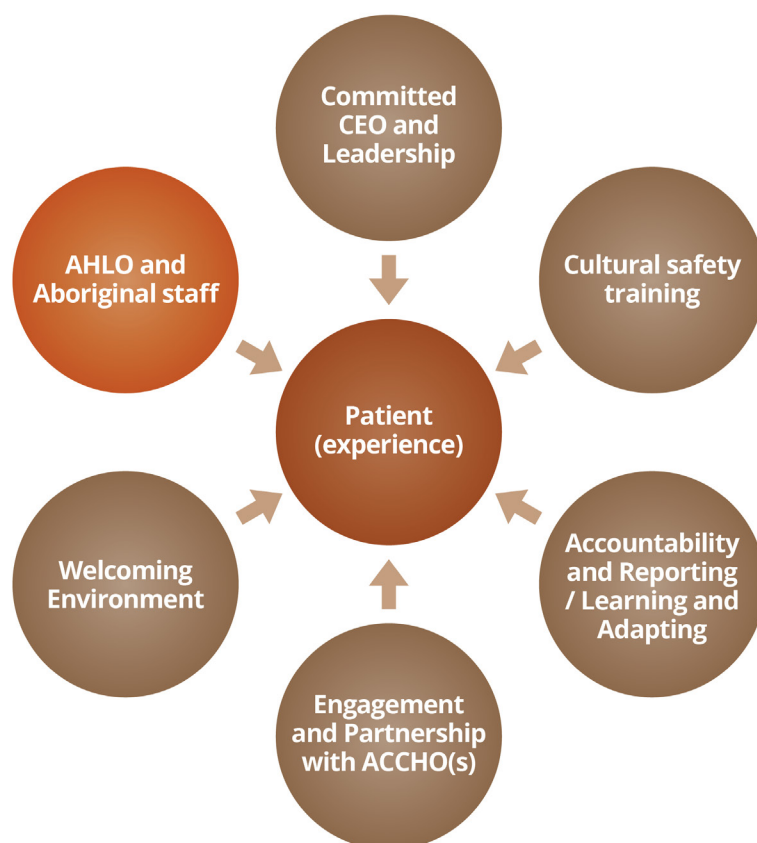 Committed
CEO and
Leadership
AHLO and
Aboriginal staff
Cultural safety
training
Patient
(experience)
Welcoming
Environment
Accountability
and Reporting
/ Learning and
Adapting
Engagement
and Partnership
with ACCHO(s)